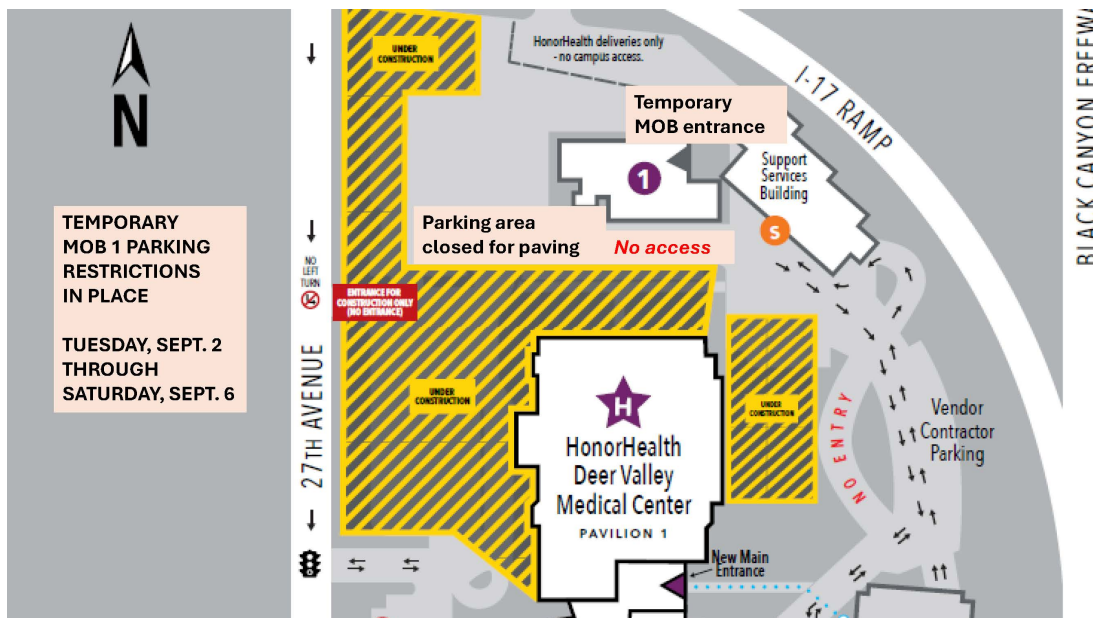 N
TEMPORARY
MOB 1 PARKING
RESTRICTIONS
IN PLACE
TUESDAY, SEPT. 2
THROUGH
SATURDAY, SEPT. 6
NO
LEFT
TURN
27TH AVENUE
UNDER
CONSTRUCTION
HonorHealth deliveries only
- no campus access.
Temporary
MOB entrance
I-17 RAMP
1
Support
Services
Building
S
Parking area
closed for paving
No access
ENTRANCE FOR
CONSTRUCTION ONLY
(NO ENTRANCE)
UNDER
CONSTRUCTION
H
HonorHealth
Deer Valley
Medical Center
PAVILION 1
UNDER
CONSTRUCTION
NO ENTRY
Vendor
Contractor
Parking
New Main
Entrance